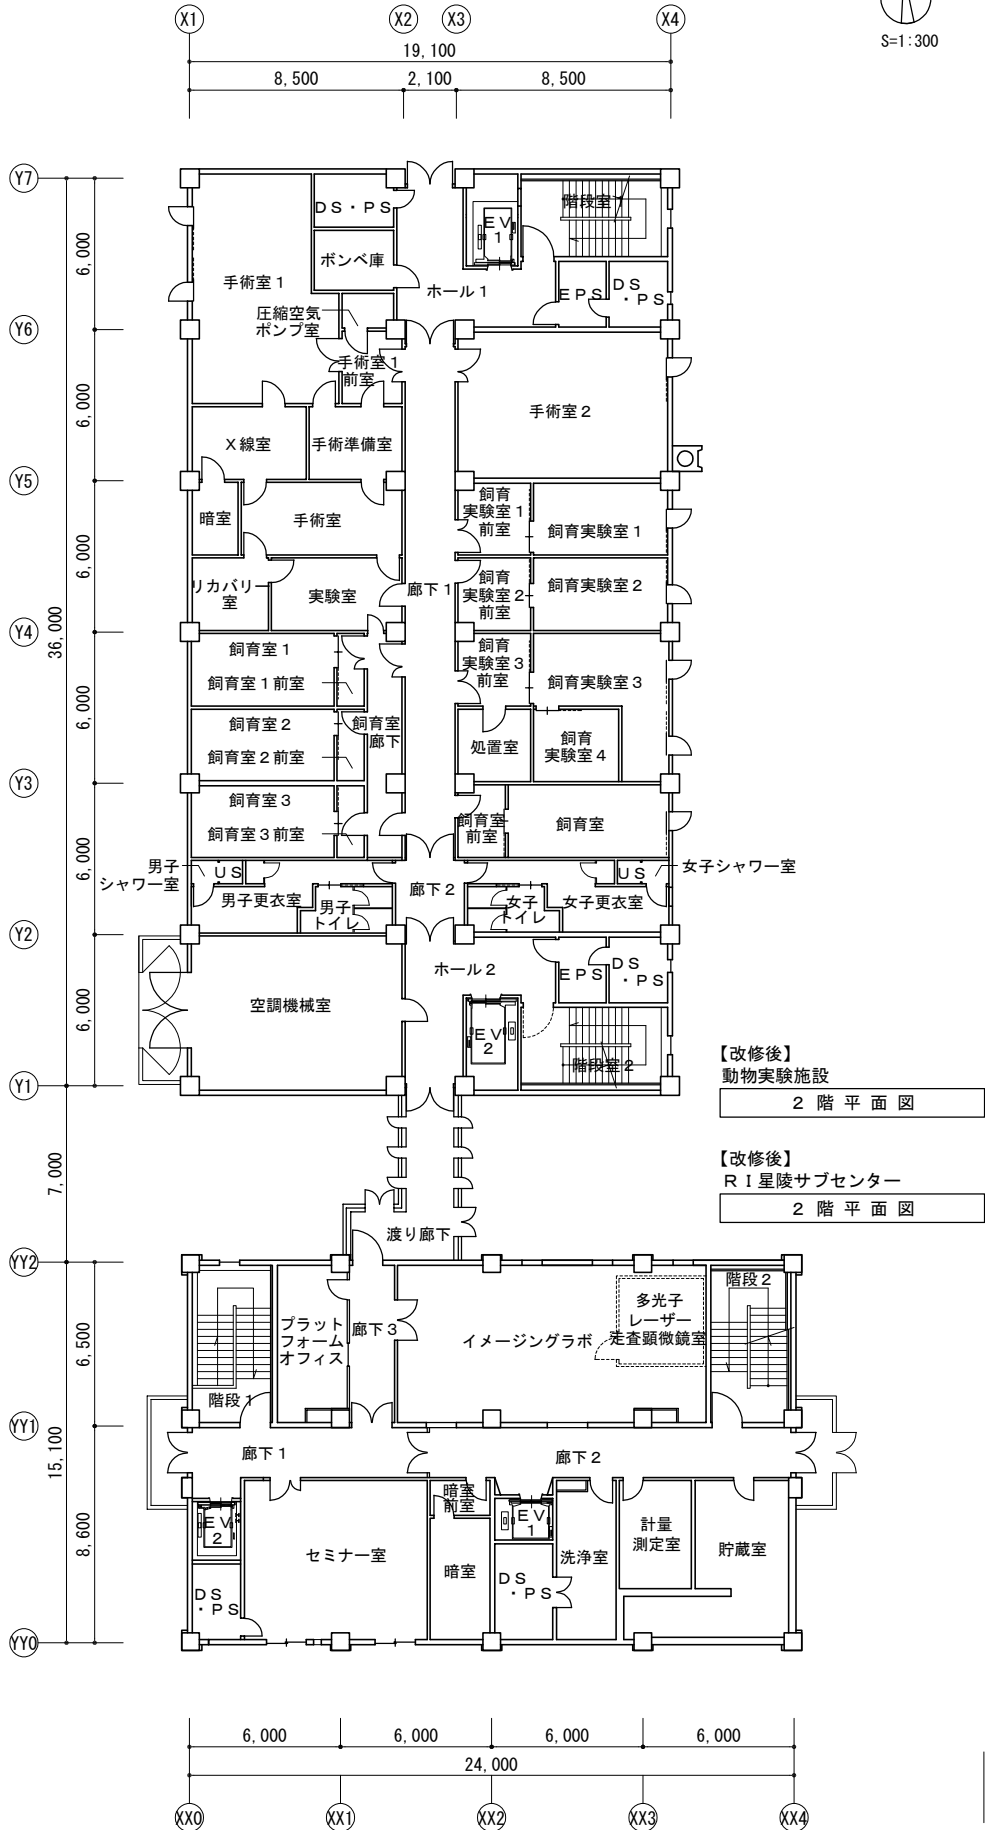 X1
X2
X3
X4
S=1:300
19,100
8,500
2,100
8,500
Y7
6,000
Y6
6,000
Y5
6,000
Y4
36,000
6,000
Y3
6,000
Y2
6,000
Y1
7,000
YY2
6,500
YY1
15,100
8,600
YY0
DS・PS
EV
1
階段室1
ボンベ庫
手術室1
ホール1
EPS
DS
・PS
圧縮空気
ポンプ室
手術室1
前室
手術室2
X線室
手術準備室
暗室
手術室
飼育
実験室1
前室
飼育実験室1
リカバリー
室
実験室
廊下1
飼育
実験室2
前室
飼育実験室2
飼育室1
飼育室1前室
飼育
実験室3
前室
飼育実験室3
飼育室2
飼育室2前室
飼育室
廊下
処置室
飼育
実験室4
飼育室3
飼育室3前室
飼育室
前室
飼育室
男子
シャワー室
US
男子更衣室
男子
トイレ
廊下2
女子
トイレ
女子更衣室
US
女子シャワー室
空調機械室
ホール2
EPS
DS
・PS
EV
2
階段室2
【改修後】
動物実験施設
2階平面図
【改修後】
RI星陵サブセンター
2階平面図
渡り廊下
階段1
プラット
フォーム
オフィス
廊下3
イメージングラボ
多光子
レーザー
走査顕微鏡室
階段2
廊下1
廊下2
EV
2
DS
・PS
セミナー室
暗室
前室
暗室
EV
1
DS
・PS
洗浄室
計量
測定室
貯蔵室
6,000
6,000
6,000
6,000
24,000
XX0
XX1
XX2
XX3
XX4